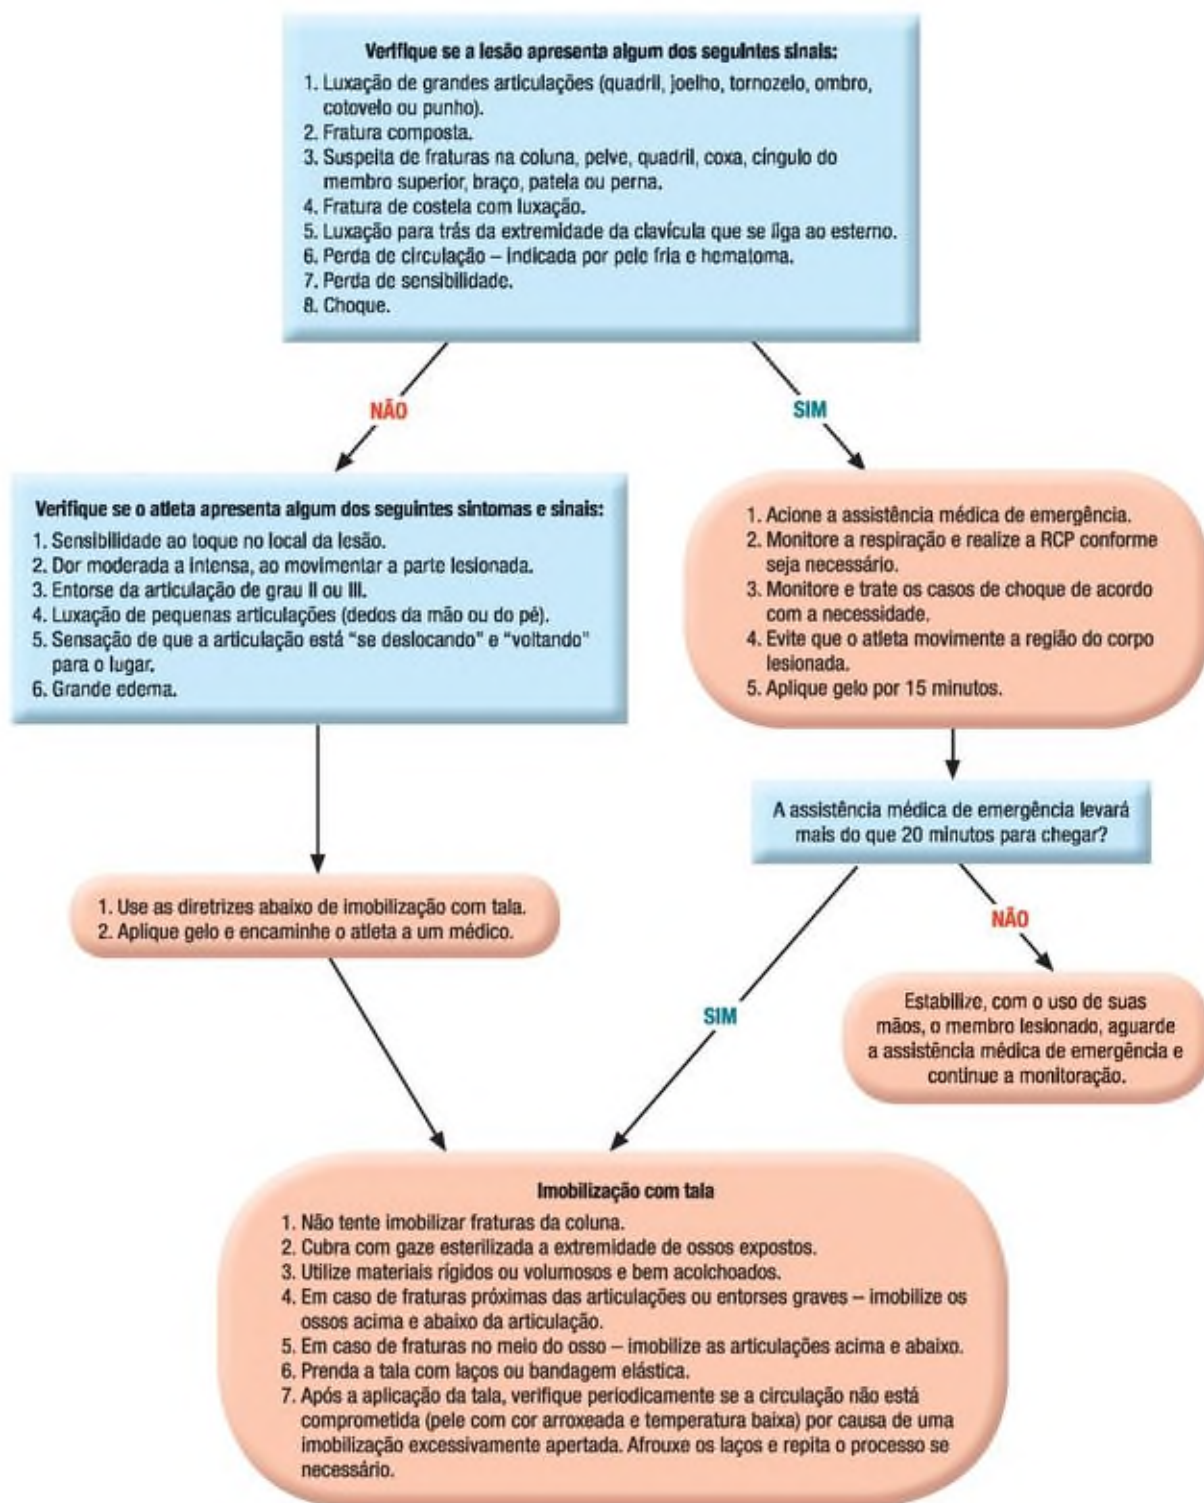 Verifique se a lesão apresenta algum dos seguintes sinais:
1. Luxação de grandes articulações (quadril, joelho, tornozelo, ombro,
cotovelo ou punho).
2. Fratura composta.
3. Suspeita de fraturas na coluna, pelve, quadril, coxa, cíngulo do
membro superior, braço, patela ou perna.
4. Fratura de costela com luxação.
5. Luxação para trás da extremidade da clavícula que se liga ao esterno.
6. Perda de circulação – indicada por pele fria e hematoma.
7. Perda de sensibilidade.
8. Choque.
NÃO
SIM
Verifique se o atleta apresenta algum dos seguintes sintomas e sinais:
1. Sensibilidade ao toque no local da lesão.
2. Dor moderada a intensa, ao movimentar a parte lesionada.
3. Entorse da articulação de grau II ou III.
4. Luxação de pequenas articulações (dedos da mão ou do pé).
5. Sensação de que a articulação está “se deslocando” e “voltando”
para o lugar.
6. Grande edema.
1. Acione a assistência médica de emergência.
2. Monitore a respiração e realize a RCP conforme
seja necessário.
3. Monitore e trate os casos de choque de acordo
com a necessidade.
4. Evite que o atleta movimente a região do corpo
lesionada.
5. Aplique gelo por 15 minutos.
A assistência médica de emergência levará
mais do que 20 minutos para chegar?
1. Use as diretrizes abaixo de imobilização com tala.
2. Aplique gelo e encaminhe o atleta a um médico.
NÃO
SIM
Estabilize, com o uso de suas
mãos, o membro lesionado, aguarde
a assistência médica de emergência e
continue a monitoração.
Imobilização com tala
1. Não tente imobilizar fraturas da coluna.
2. Cubra com gaze esterilizada a extremidade de ossos expostos.
3. Utilize materiais rígidos ou volumosos e bem acolchoados.
4. Em caso de fraturas próximas das articulações ou entorses graves – imobilize os
ossos acima e abaixo da articulação.
5. Em caso de fraturas no meio do osso – imobilize as articulações acima e abaixo.
6. Prenda a tala com laços ou bandagem elástica.
7. Após a aplicação da tala, verifique periodicamente se a circulação não está
comprometida (pele com cor arroxeada e temperatura baixa) por causa de uma
imobilização excessivamente apertada. Afrouxe os laços e repita o processo se
necessário.